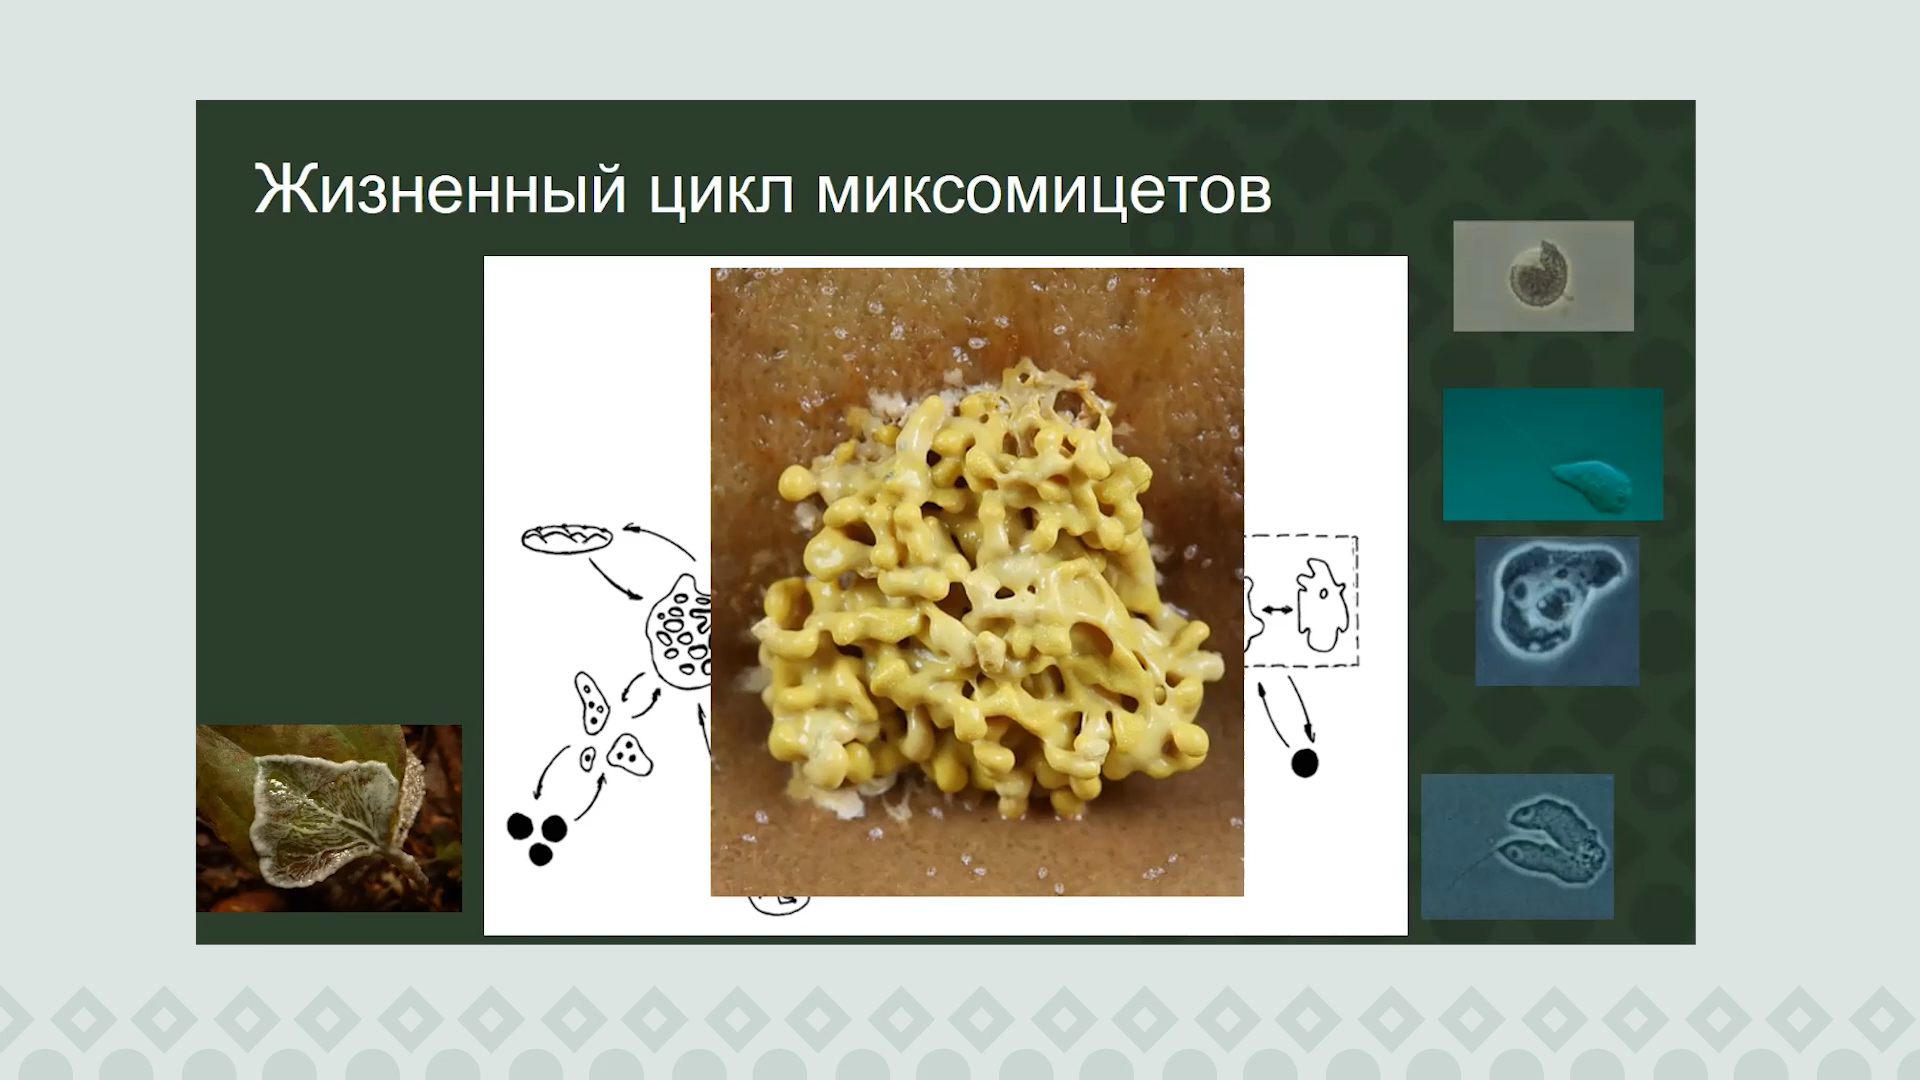 Жизненный цикл миксомицетов